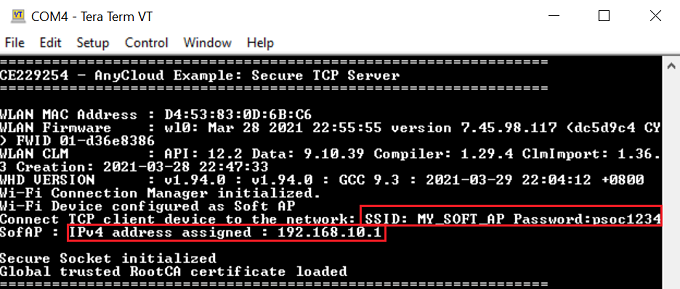 COM4 - Tera Term VT
File Edit Setup Control Window Help
===============================================================
CE229254 - AnyCloud Example: Secure TCP Server
===============================================================
WLAN MAC Address : D4:53:83:0D:6B:C6
WLAN Firmware    : wl0: Mar 28 2021 22:55:55 version 7.45.98.117 (dc5d9c4 CY
) FWID 01-d36e8386
WLAN CLM         : API: 12.2 Data: 9.10.39 Compiler: 1.29.4 ClmImport: 1.36.
3 Creation: 2021-03-28 22:47:33
WHD VERSION      : v1.94.0 : v1.94.0 : GCC 9.3 : 2021-03-29 22:04:12 +0800
Wi-Fi Connection Manager initialized.
Wi-Fi Device configured as Soft AP
Connect TCP client device to the network: SSID: MY_SOFT_AP Password:psoc1234
SofAP : IPv4 address assigned : 192.168.10.1
Secure Socket initialized
Global trusted RootCA certificate loaded
===============================================================